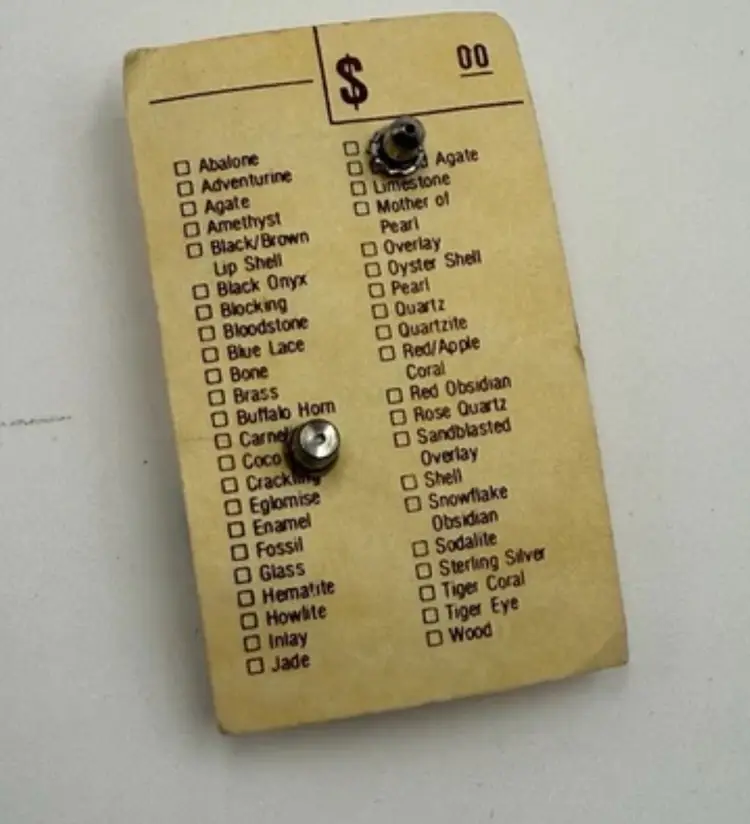 $ 00
Abalone
Adventurine
Agate
Amethyst
Black/Brown
Lip Shell
Black Onyx
Blocking
Bloodstone
Blue Lace
Bone
Brass
Buffalo Horn
Coco
Eglomise
Enamel
Fossil
Glass
Hematite
Howlite
Inlay
Jade
Agate
Limestone
Mother of
Pearl
Overlay
Oyster Shell
Pearl
Quartz
Quartzite
Red/Apple
Coral
Red Obsidian
Rose Quartz
Sandblasted
Overlay
Shell
Snowflake
Obsidian
Sodalite
Sterling Silver
Tiger Coral
Tiger Eye
Wood